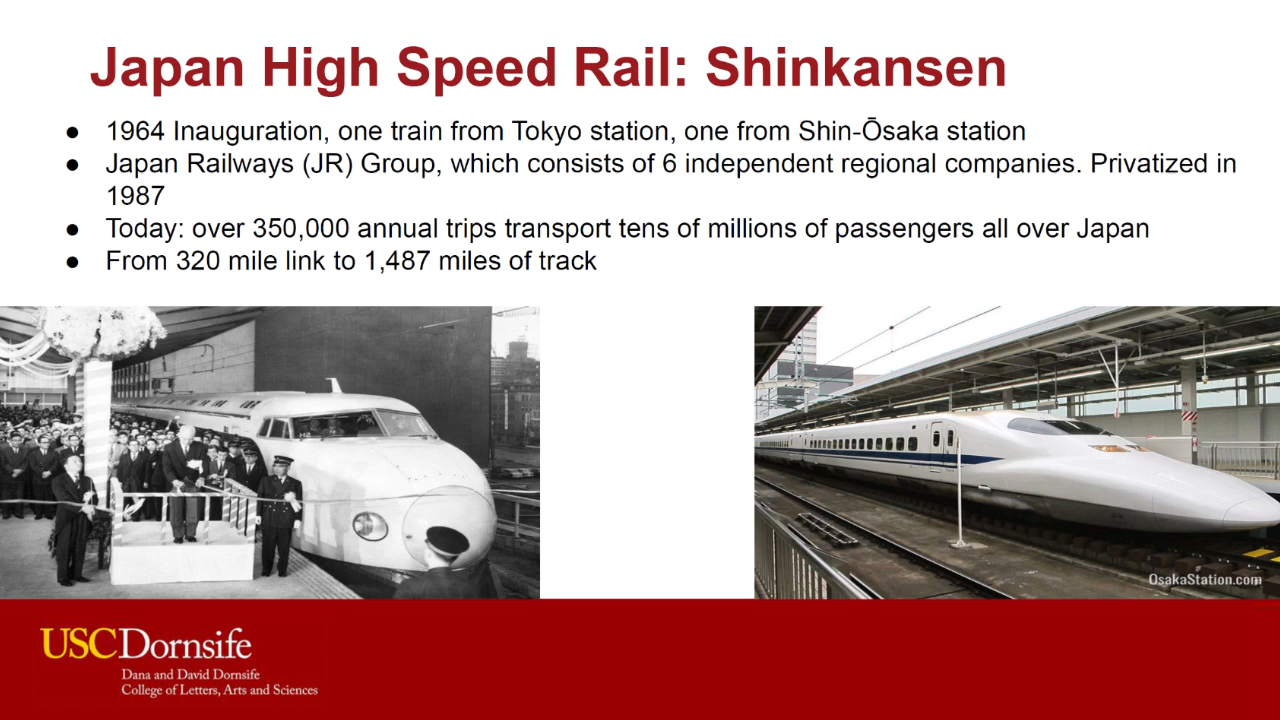 Japan High Speed Rail: Shinkansen
● 1964 Inauguration, one train from Tokyo station, one from Shin-Ōsaka station
● Japan Railways (JR) Group, which consists of 6 independent regional companies. Privatized in
1987
● Today: over 350,000 annual trips transport tens of millions of passengers all over Japan
● From 320 mile link to 1,487 miles of track
OsakaStation.com
USC Dornsife
Dana and David Dornsife
College of Letters, Arts and Sciences